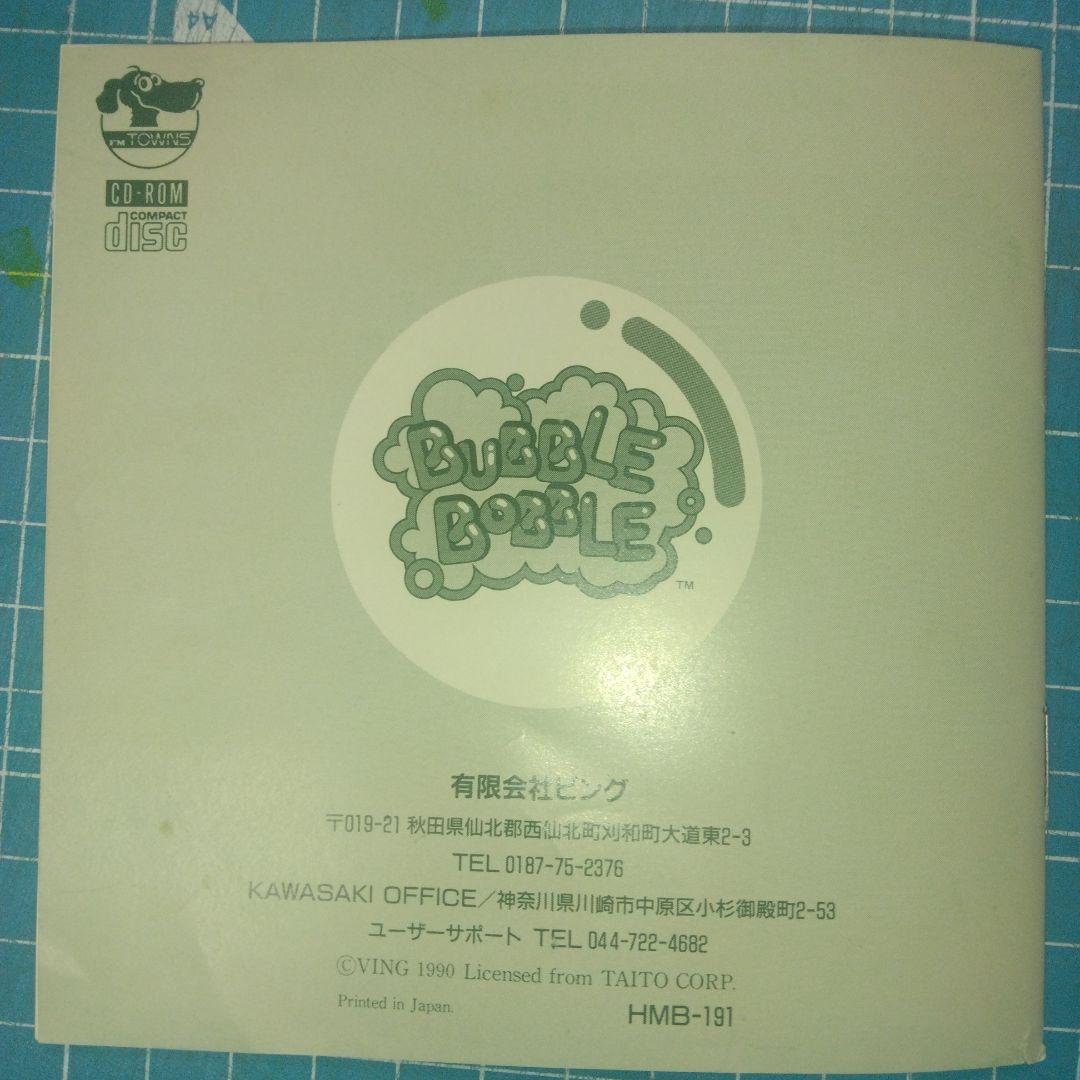 A4
FM TOWNS
CD-ROM
COMPACT
disc
BUBBLE
BOBBLE
TM
有限会社ビング
〒019-21 秋田県仙北郡西仙北町刈和町大道東2-3
TEL 0187-75-2376
KAWASAKI OFFICE/神奈川県川崎市中原区小杉御殿町2-53
ユーザーサポート TEL 044-722-4682
©VING 1990 Licensed from TAITO CORP.
Printed in Japan.
HMB-191